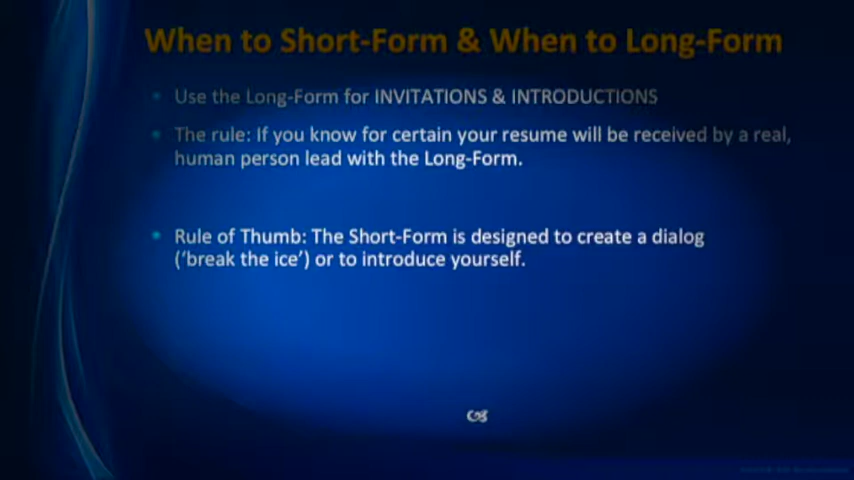 When to Short-Form & When to Long-Form
Use the Long-Form for INVITATIONS & INTRODUCTIONS
The rule: If you know for certain your resume will be received by a real,
human person lead with the Long-Form.
Rule of Thumb: The Short-Form is designed to create a dialog
(‘break the ice’) or to introduce yourself.